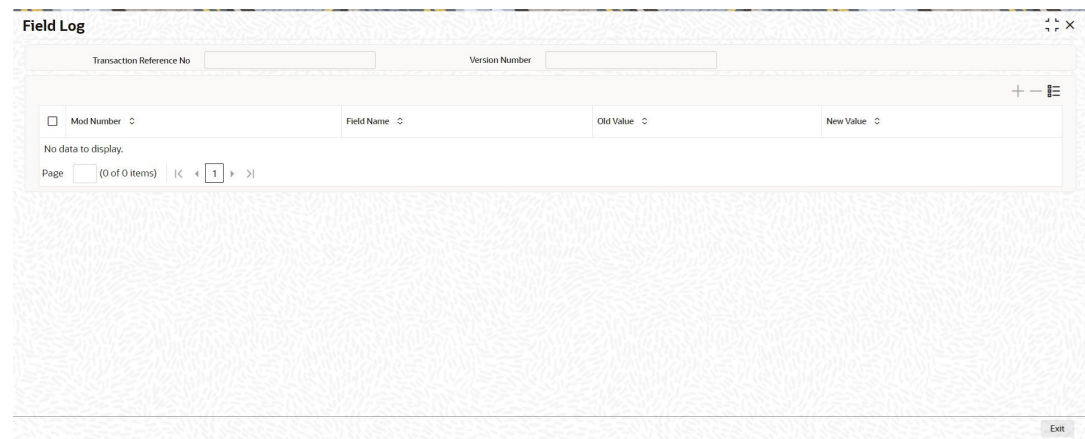 Field Log
Transaction Reference No Version Number
Mod Number Field Name Old Value New Value
No data to display.
Page (0 of 0 items) 1
Exit